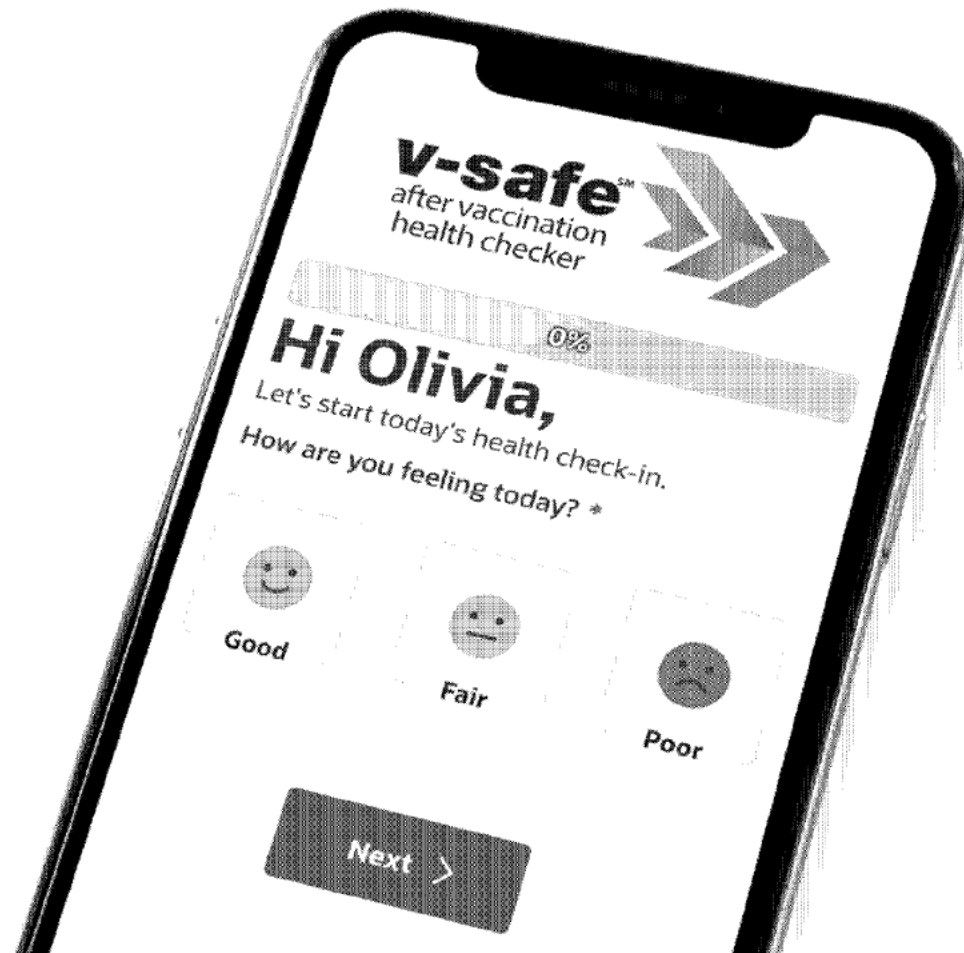 v-safe℠
after vaccination
health checker
0%
Hi Olivia,
Let's start today's health check-in.
How are you feeling today? *
Good
Fair
Poor
Next